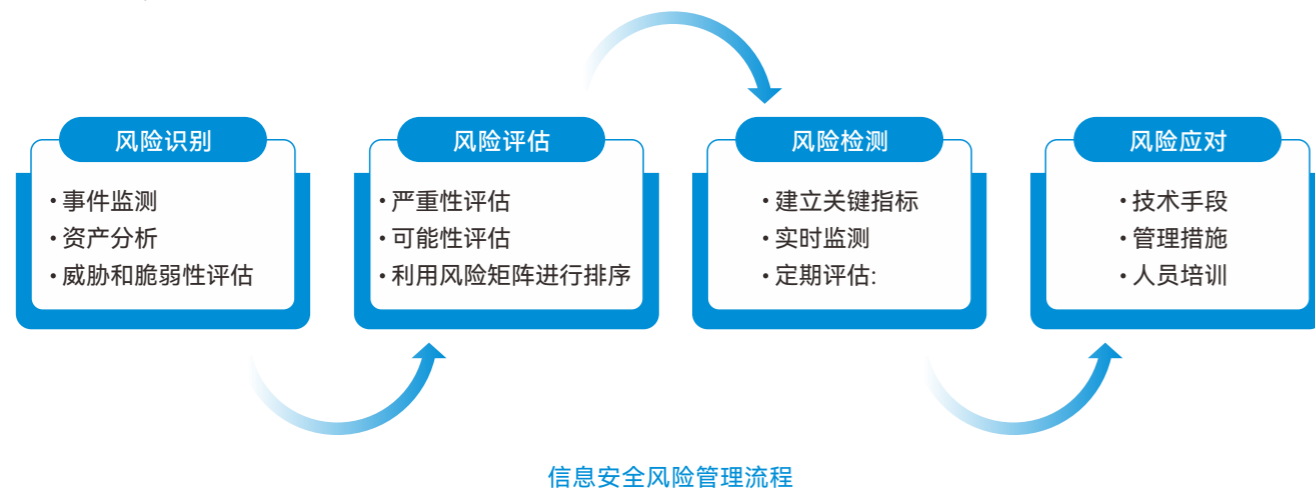 风险识别
• 事件监测
• 资产分析
• 威胁和脆弱性评估
风险评估
• 严重性评估
• 可能性评估
• 利用风险矩阵进行排序
风险检测
• 建立关键指标
• 实时监测
• 定期评估:
风险应对
• 技术手段
• 管理措施
• 人员培训
信息安全风险管理流程